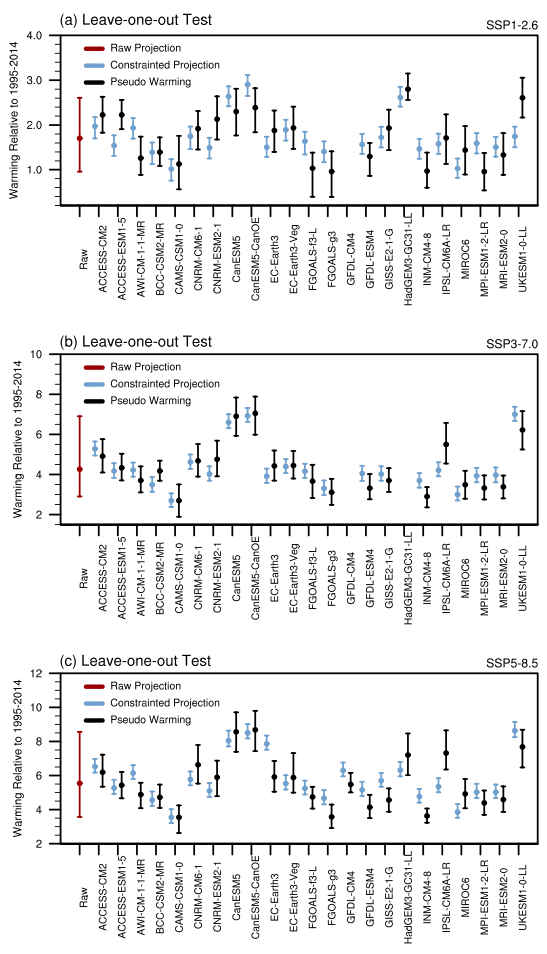 (a) Leave-one-out Test
SSP1-2.6
4.0
3.0
2.0
1.0
Warming Relative to 1995-2014
Raw Projection
Constrainted Projection
Pseudo Warming
Raw
ACCESS-CM2
ACCESS-ESM1-5
AWI-CM-1-1-MR
BCC-CSM2-MR
CAMS-CSM1-0
CNRM-CM6-1
CNRM-ESM2-1
CanESM5
CanESM5-CanOE
EC-Earth3
EC-Earth3-Veg
FGOALS-f3-L
FGOALS-g3
GFDL-CM4
GFDL-ESM4
GISS-E2-1-G
HadGEM3-GC31-LL
INM-CM4-8
IPSL-CM6A-LR
MIROC6
MPI-ESM1-2-LR
MRI-ESM2-0
UKESM1-0-LL
(b) Leave-one-out Test
SSP3-7.0
10
8
6
4
2
Warming Relative to 1995-2014
Raw Projection
Constrainted Projection
Pseudo Warming
Raw
ACCESS-CM2
ACCESS-ESM1-5
AWI-CM-1-1-MR
BCC-CSM2-MR
CAMS-CSM1-0
CNRM-CM6-1
CNRM-ESM2-1
CanESM5
CanESM5-CanOE
EC-Earth3
EC-Earth3-Veg
FGOALS-f3-L
FGOALS-g3
GFDL-CM4
GFDL-ESM4
GISS-E2-1-G
HadGEM3-GC31-LL
INM-CM4-8
IPSL-CM6A-LR
MIROC6
MPI-ESM1-2-LR
MRI-ESM2-0
UKESM1-0-LL
(c) Leave-one-out Test
SSP5-8.5
12
10
8
6
4
2
Warming Relative to 1995-2014
Raw Projection
Constrainted Projection
Pseudo Warming
Raw
ACCESS-CM2
ACCESS-ESM1-5
AWI-CM-1-1-MR
BCC-CSM2-MR
CAMS-CSM1-0
CNRM-CM6-1
CNRM-ESM2-1
CanESM5
CanESM5-CanOE
EC-Earth3
EC-Earth3-Veg
FGOALS-f3-L
FGOALS-g3
GFDL-CM4
GFDL-ESM4
GISS-E2-1-G
HadGEM3-GC31-LL
INM-CM4-8
IPSL-CM6A-LR
MIROC6
MPI-ESM1-2-LR
MRI-ESM2-0
UKESM1-0-LL